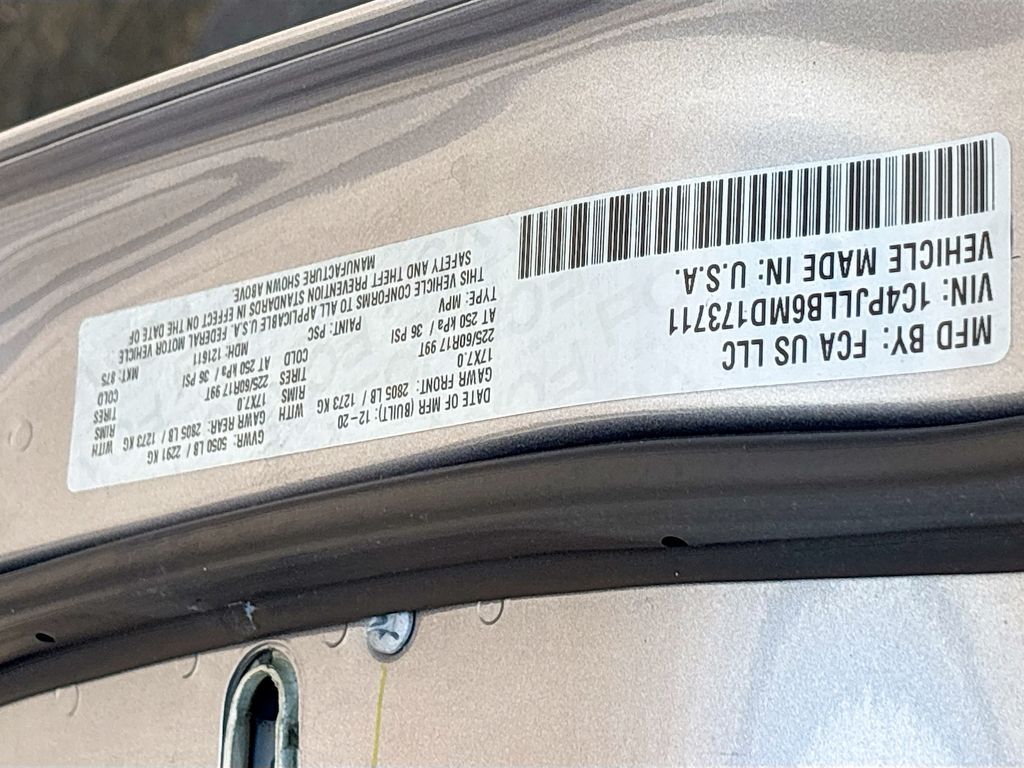 MFD BY: FCA US LLC
VIN: 1C4PJLLB6MD173711
VEHICLE MADE IN: U.S.A.
DATE OF MFR (BUILT): 12-20 GVWR: 5050 LB / 2291 KG
GAWR FRONT: 2805 LB / 1273 KG WITH GAWR REAR: 2805 LB / 1273 KG WITH
17X7.0 RIMS 17X7.0 RIMS
225/60R17 99T TIRES 225/60R17 99T TIRES
AT 250 kPa / 36 PSI COLD AT 250 kPa / 36 PSI COLD
TYPE: MPV PAINT: PSC MDH: 121611 MKT: 875
THIS VEHICLE CONFORMS TO ALL APPLICABLE U.S.A. FEDERAL MOTOR VEHICLE
SAFETY AND THEFT PREVENTION STANDARDS IN EFFECT ON THE DATE OF
MANUFACTURE SHOWN ABOVE.